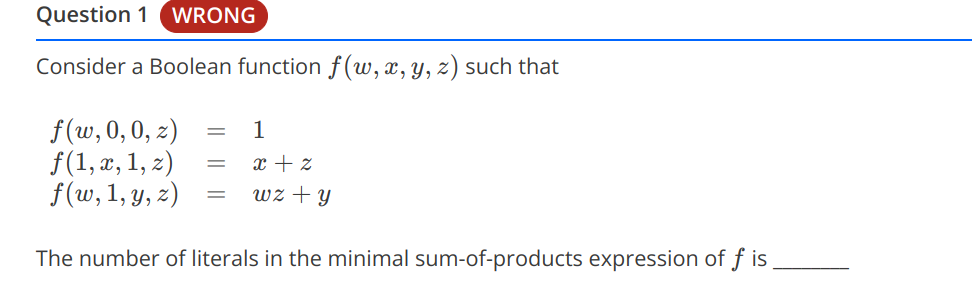 Question 1 WRONG
Consider a Boolean function f(w, x, y, z) such that
f(w, 0, 0, z) = 1
f(1, x, 1, z) = x + z
f(w, 1, y, z) = wz + y
The number of literals in the minimal sum-of-products expression of f is ________